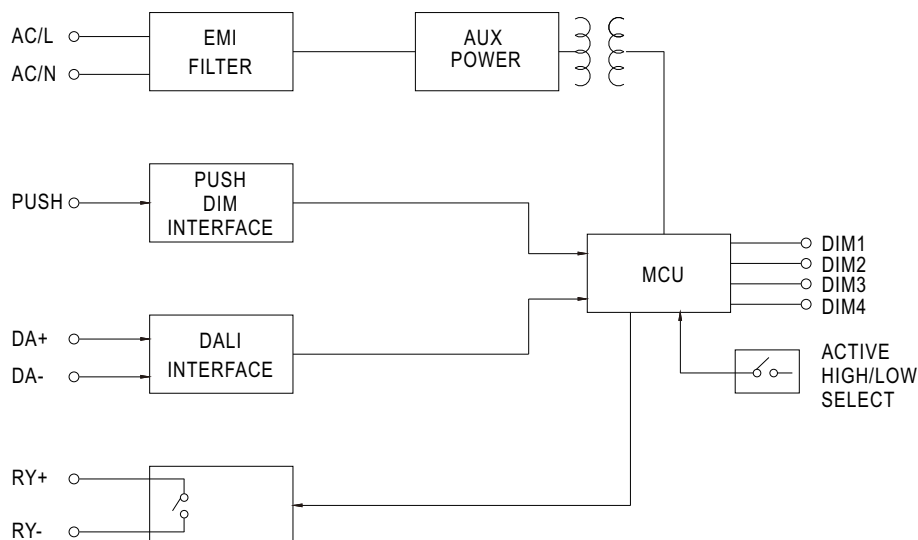 AC/L
AC/N
EMI
FILTER
AUX
POWER
PUSH
PUSH
DIM
INTERFACE
MCU
DIM1
DIM2
DIM3
DIM4
DA+
DA-
DALI
INTERFACE
ACTIVE
HIGH/LOW
SELECT
RY+
RY-